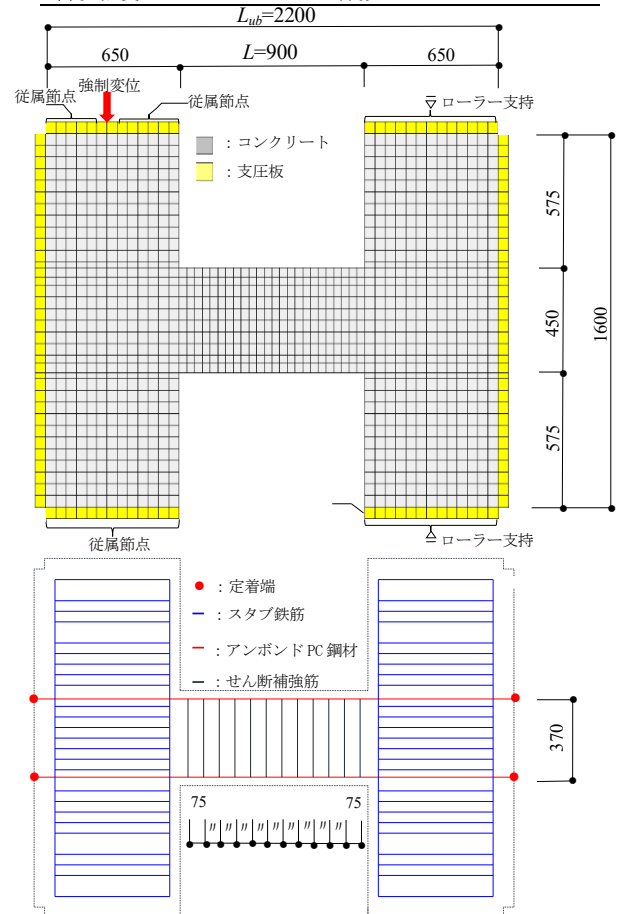 Lub=2200
650
L=900
650
強制変位
従属節点
従属節点
ローラー支持
：コンクリート
：支圧板
575
450
575
1600
従属節点
ローラー支持
：定着端
：スタブ鉄筋
：アンボンド PC 鋼材
：せん断補強筋
370
75
75
〃〃〃〃〃〃〃〃〃